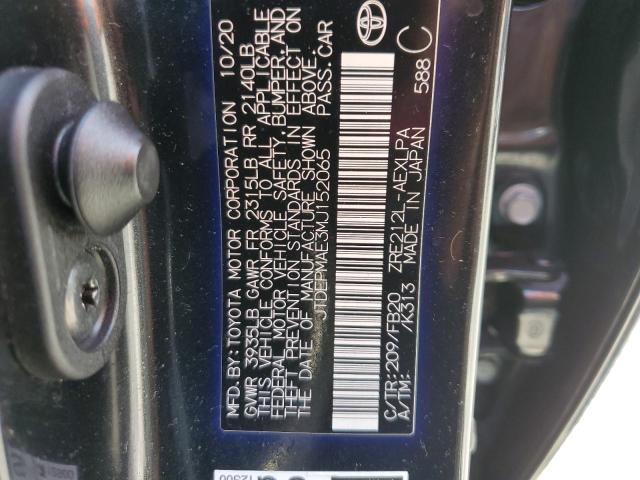 MFD. BY: TOYOTA MOTOR CORPORATION 10/20
GVWR 3935LB GAWR FR 2315LB RR 2140LB
THIS VEHICLE CONFORMS TO ALL APPLICABLE
FEDERAL MOTOR VEHICLE SAFETY, BUMPER, AND
THEFT PREVENTION STANDARDS IN EFFECT ON
THE DATE OF MANUFACTURE SHOWN ABOVE.
JTDEPMAE3MJ152065 PASS. CAR
C/TR: 209/FB20 ZRE212L-AEXLPA
A/TM: /K313 MADE IN JAPAN
588 C